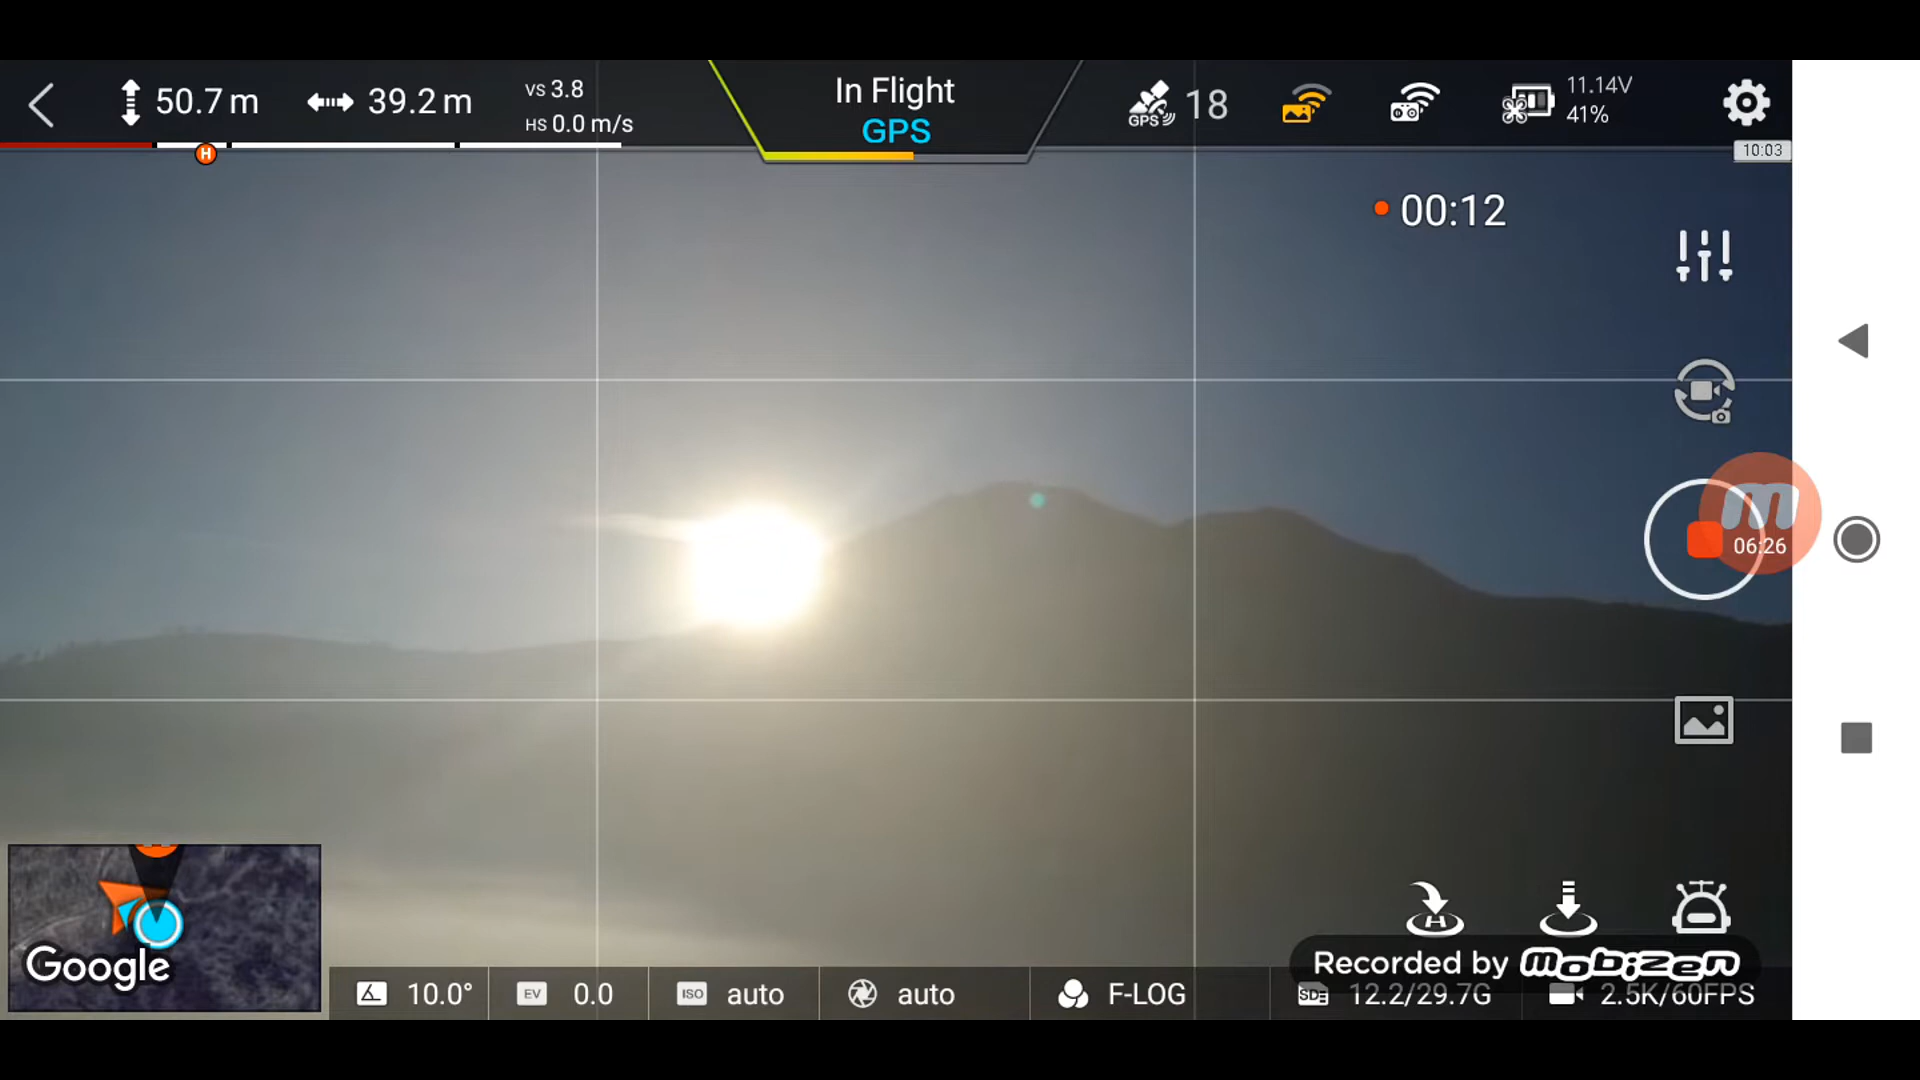 50.7 m
39.2 m
VS 3.8
HS 0.0 m/s
In Flight
GPS
GPS
18
11.14V
41%
10:03
H
00:12
06:26
Google
10.0°
EV 0.0
ISO auto
auto
F-LOG
Recorded by mobizen
SD 12.2/29.7G
2.5K/60FPS